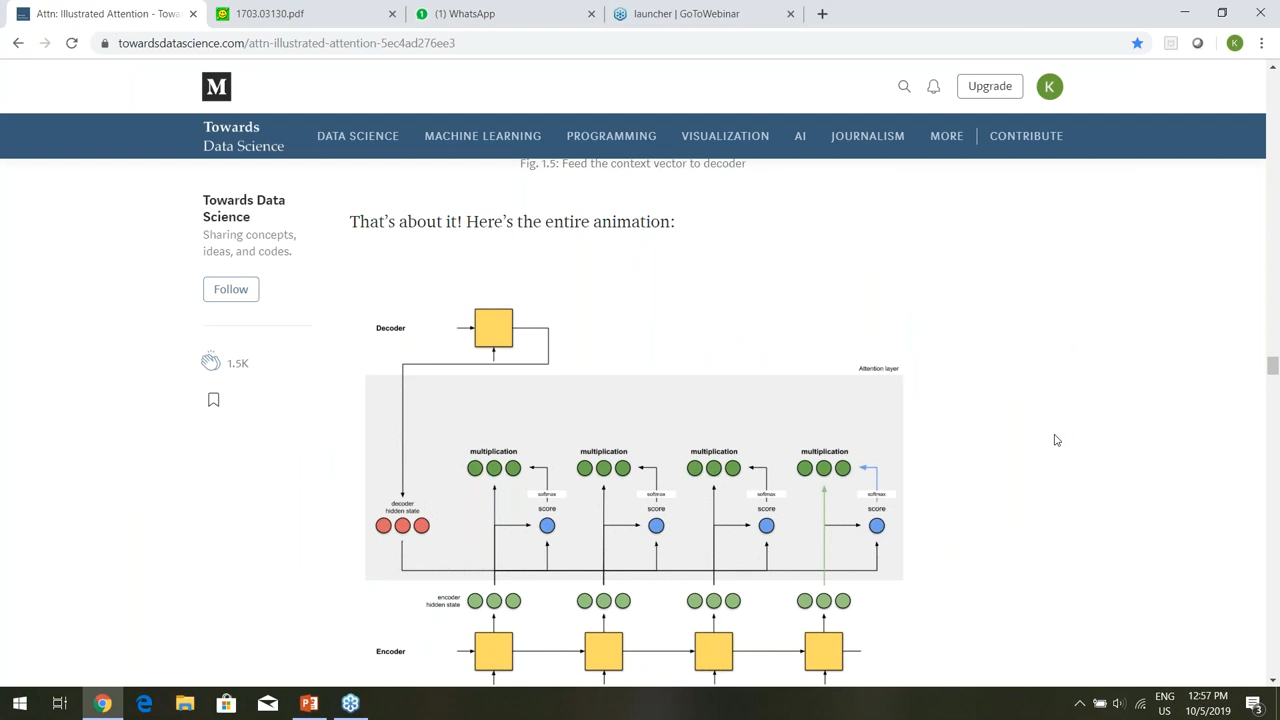 Attn: Illustrated Attention - Towa
1703.03130.pdf
(1) WhatsApp
launcher | GoToWebinar
towardsdatascience.com/attn-illustrated-attention-5ec4ad276ee3
K
M
Upgrade
K
Towards
Data Science
DATA SCIENCE
MACHINE LEARNING
PROGRAMMING
VISUALIZATION
AI
JOURNALISM
MORE
CONTRIBUTE
Fig. 1.5: Feed the context vector to decoder
Towards Data
Science
Sharing concepts,
ideas, and codes.
Follow
1.5K
That's about it! Here's the entire animation:
Decoder
Attention layer
multiplication multiplication multiplication multiplication
softmax softmax softmax softmax
decoder
hidden state
score score score score
encoder
hidden state
Encoder
ENG
US
12:57 PM
10/5/2019
3